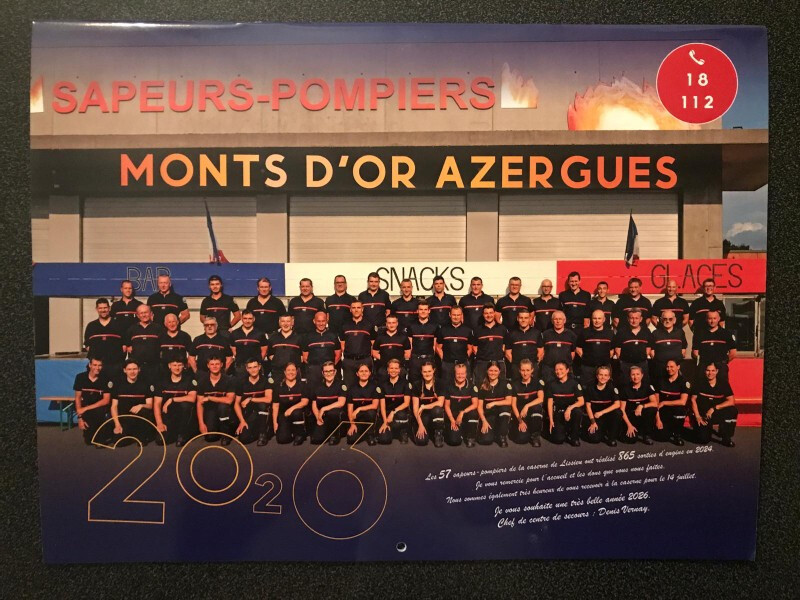 18
112
SAPEURS-POMPIERS
MONTS D'OR AZERGUES
BAR
SNACKS
GLACES
2026
Les 57 sapeurs-pompiers de la caserne de Lissieu ont réalisé 865 sorties d'engins en 2024.
Je vous remercie pour l'accueil et les dons que vous nous faites.
Nous sommes également très heureux de vous recevoir à la caserne pour le 14 juillet.
Je vous souhaite une très belle année 2026.
Chef de centre de secours : Denis Vernay.